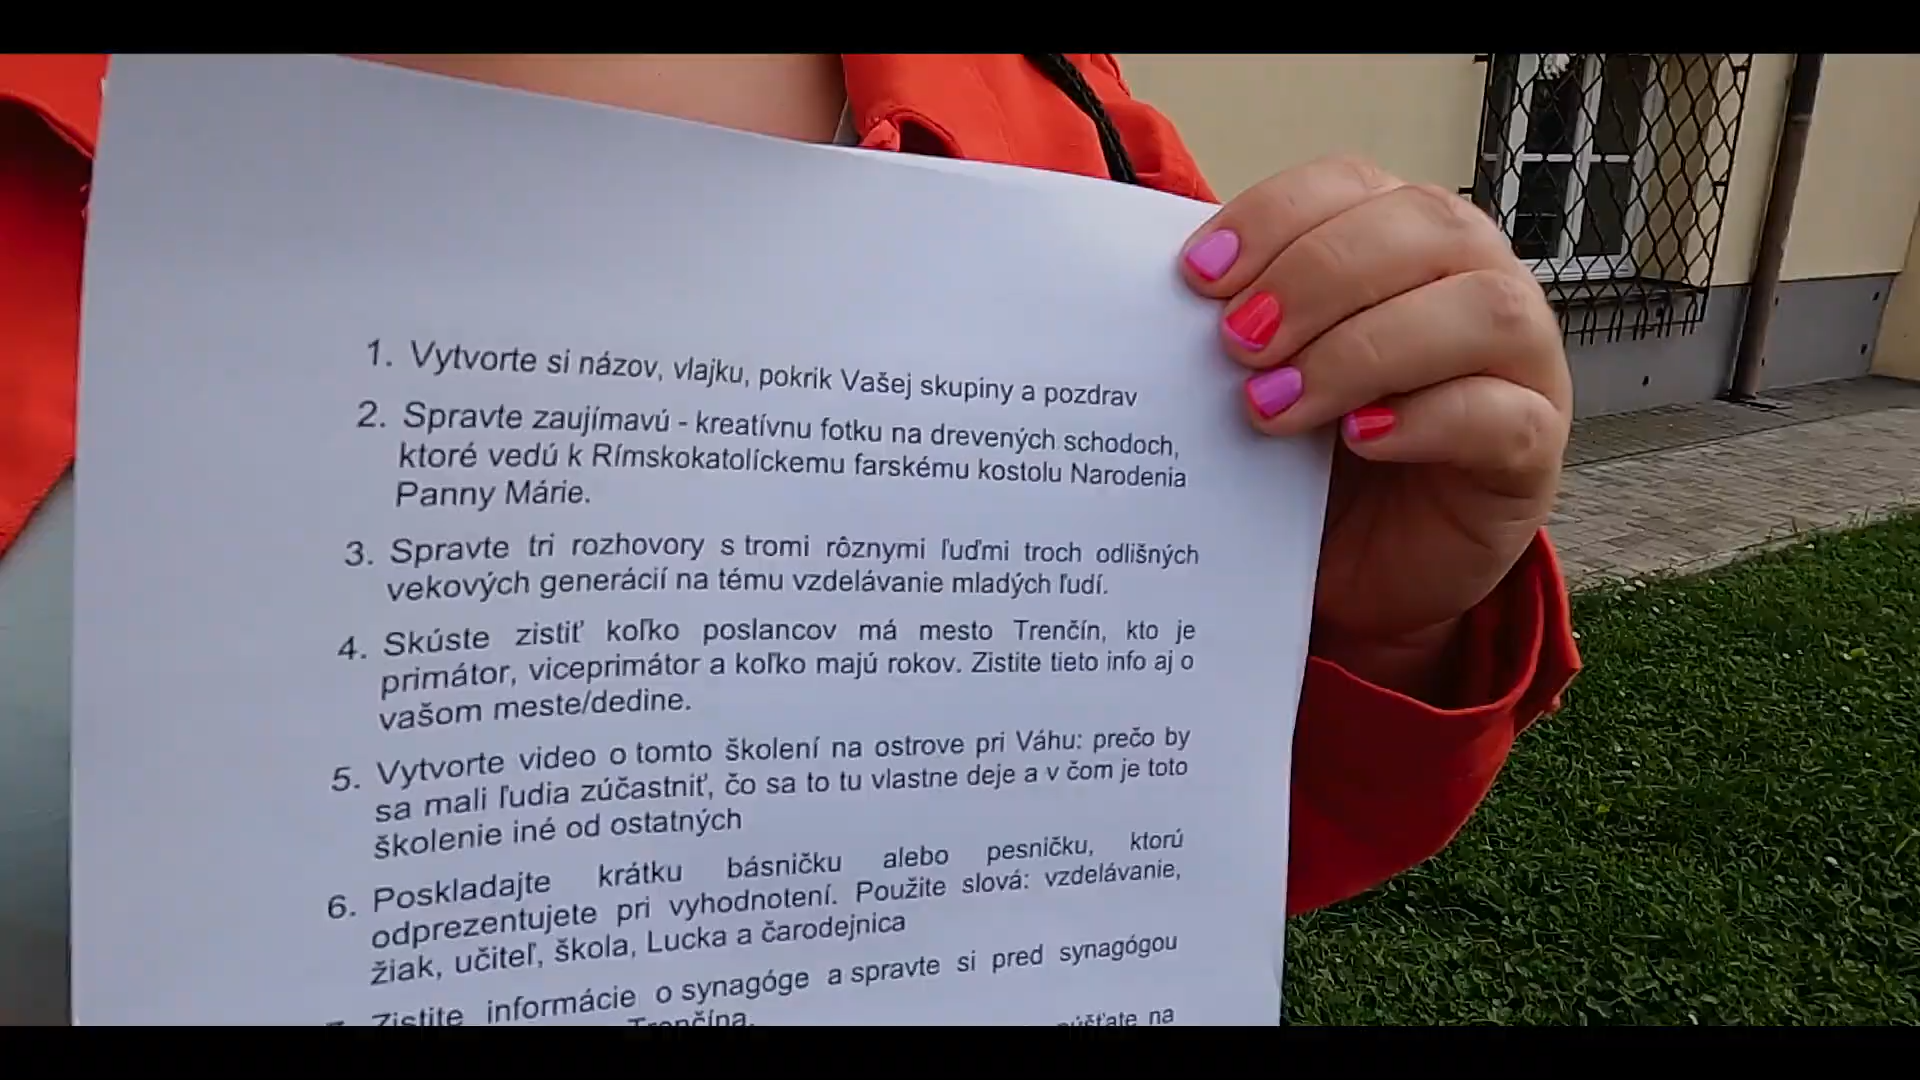 1. Vytvorte si názov, vlajku, pokrik Vašej skupiny a pozdrav
2. Spravte zaujímavú - kreatívnu fotku na drevených schodoch,
ktoré vedú k Rímskokatolíckemu farskému kostolu Narodenia
Panny Márie.
3. Spravte tri rozhovory s tromi rôznymi ľuďmi troch odlišných
vekových generácií na tému vzdelávanie mladých ľudí.
4. Skúste zistiť koľko poslancov má mesto Trenčín, kto je
primátor, viceprimátor a koľko majú rokov. Zistite tieto info aj o
vašom meste/dedine.
5. Vytvorte video o tomto školení na ostrove pri Váhu: prečo by
sa mali ľudia zúčastniť, čo sa to tu vlastne deje a v čom je toto
školenie iné od ostatných
6. Poskladajte krátku básničku alebo pesničku, ktorú
odprezentujete pri vyhodnotení. Použite slová: vzdelávanie,
žiak, učiteľ, škola, Lucka a čarodejnica
Zistite informácie o synagóge a spravte si pred synagógou
Trenčína. na